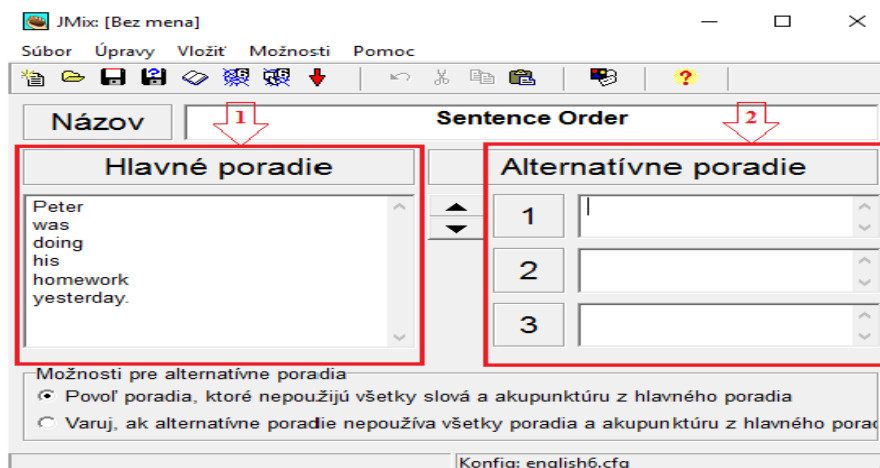 JMix: [Bez mena]
Súbor Úpravy Vložiť Možnosti Pomoc
Názov
1
Sentence Order
2
Hlavné poradie
Alternatívne poradie
Peter
was
doing
his
homework
yesterday.
1
2
3
Možnosti pre alternatívne poradia
Povoľ poradia, ktoré nepoužijú všetky slová a akupunktúru z hlavného poradia
Varuj, ak alternatívne poradie nepoužíva všetky poradia a akupunktúru z hlavného porad
Konfig: english6.cfg